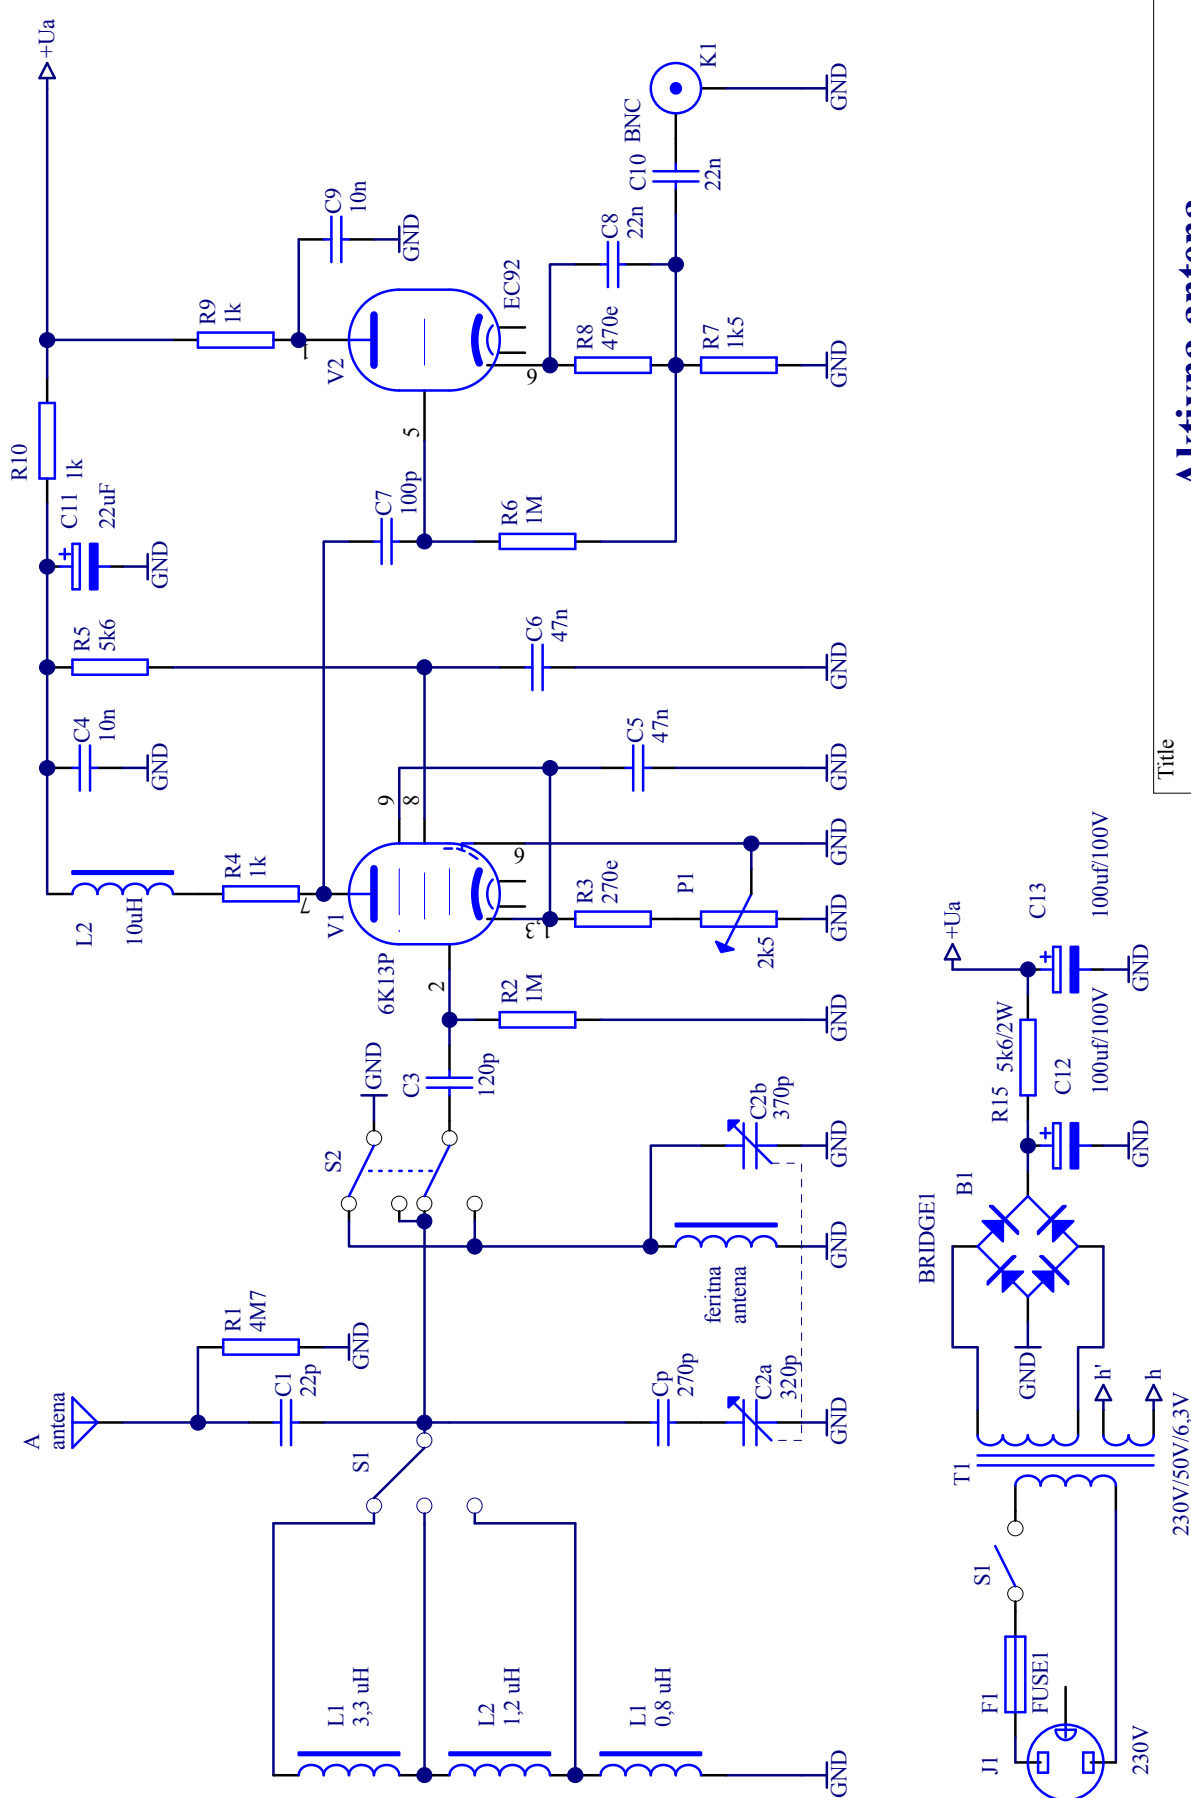 A
antena
R1
4M7
GND
C1
22p
S1
L1
3,3 uH
L2
1,2 uH
L1
0,8 uH
GND
Cp
270p
C2a
320p
GND
feritna
antena
GND
C2b
370p
GND
S2
GND
C3
120p
R2
1M
GND
2
6K13P
V1
7
R4
1k
L2
10uH
C4
10n
GND
R5
5k6
C11
22uF
GND
R10
1k
+Ua
9
8
6
1,3
R3
270e
P1
2k5
GND
GND
C5
47n
GND
C6
47n
GND
C7
100p
R6
1M
5
V2
EC92
1
R9
1k
C9
10n
GND
6
R8
470e
C8
22n
R7
1k5
GND
C10
22n
BNC
K1
GND
J1
230V
F1
FUSE1
S1
T1
230V/50V/6,3V
h'
h
GND
BRIDGE1
B1
R15
5k6/2W
C12
100uf/100V
GND
+Ua
C13
100uf/100V
GND
Title